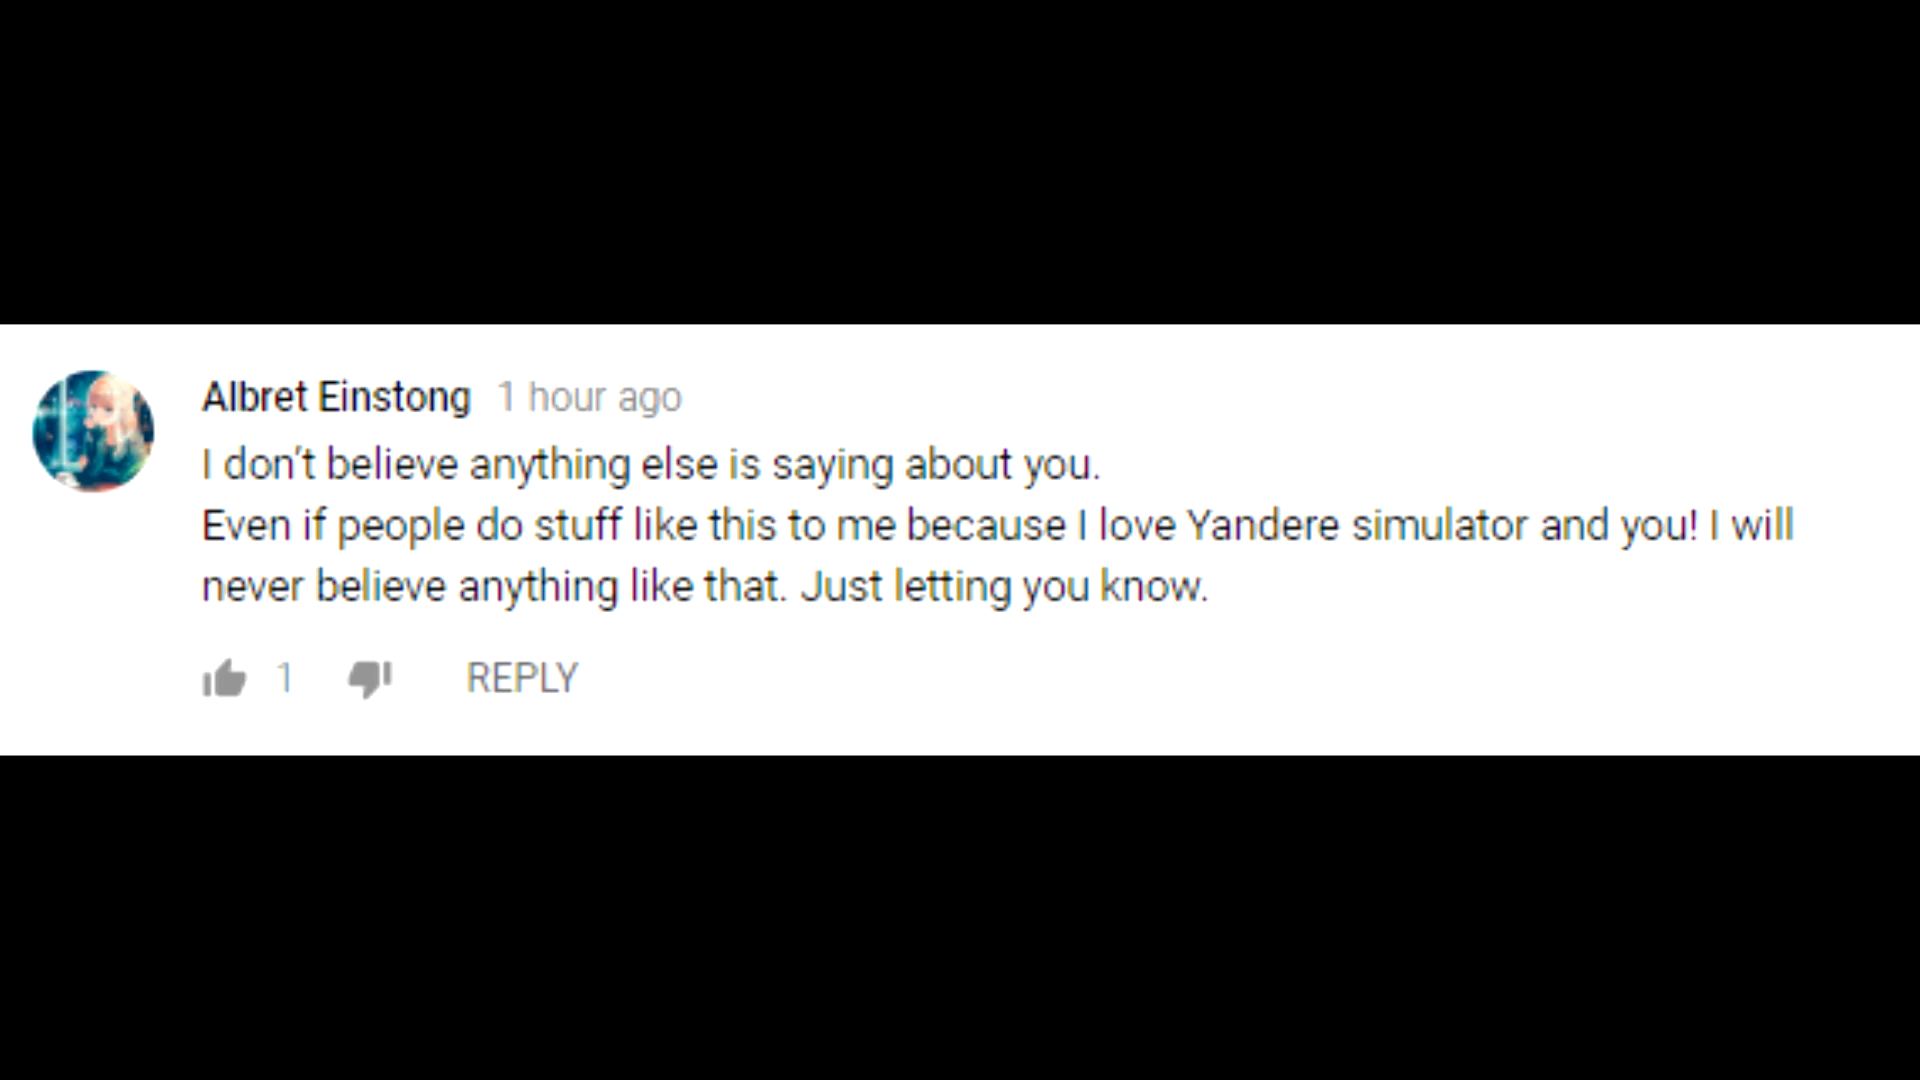 Albret Einstong 1 hour ago
I don't believe anything else is saying about you.
Even if people do stuff like this to me because I love Yandere simulator and you! I will
never believe anything like that. Just letting you know.
1 REPLY